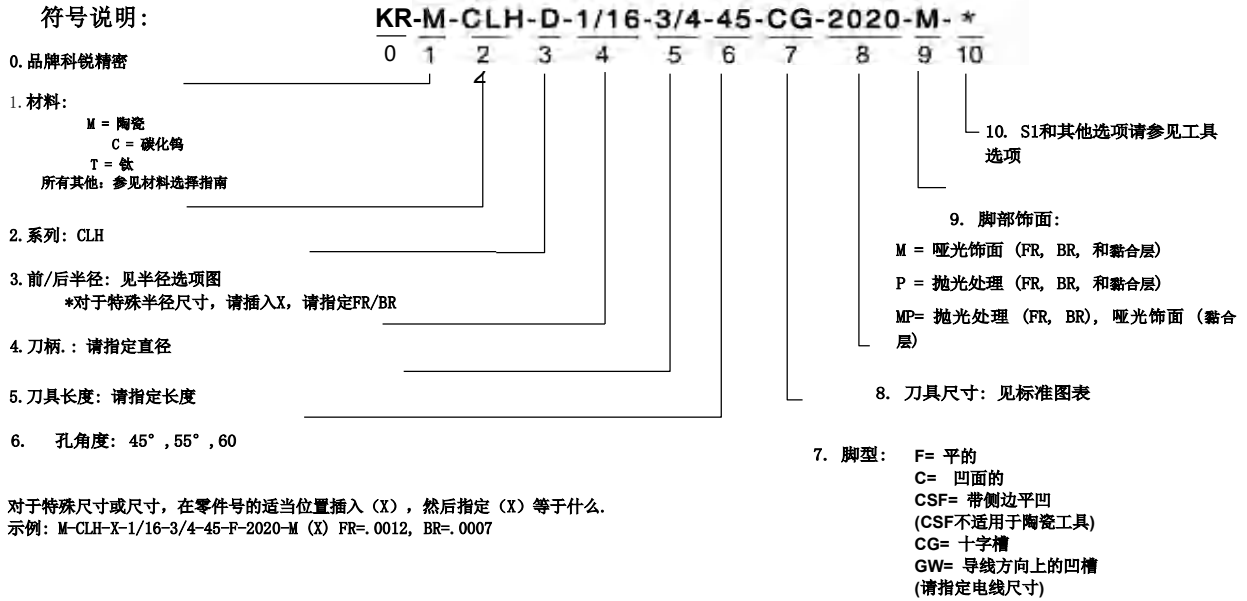 符号说明:
KR-M-CLH-D-1/16-3/4-45-CG-2020-M-*
0 1 2 3 4 5 6 7 8 9 10
0.品牌科锐精密
1.材料:
M = 陶瓷
C = 碳化钨
T = 钛
所有其他: 参见材料选择指南
2.系列: CLH
3.前/后半径: 见半径选项图
*对于特殊半径尺寸, 请插入X, 请指定FR/BR
4.刀柄.: 请指定直径
5.刀具长度: 请指定长度
6. 孔角度: 45°,55°,60
对于特殊尺寸或尺寸, 在零件号的适当位置插入 (X), 然后指定 (X) 等于什么.
示例: M-CLH-X-1/16-3/4-45-F-2020-M (X) FR=.0012, BR=.0007
10. S1和其他选项请参见工具
选项
9. 脚部饰面:
M = 哑光饰面 (FR, BR, 和黏合层)
P = 抛光处理 (FR, BR, 和黏合层)
MP= 抛光处理 (FR, BR), 哑光饰面 (黏合
层)
8. 刀具尺寸: 见标准图表
7. 脚型: F= 平的
C= 凹面的
CSF= 带侧边平凹
(CSF不适用于陶瓷工具)
CG= 十字槽
GW= 导线方向上的凹槽
(请指定电线尺寸)